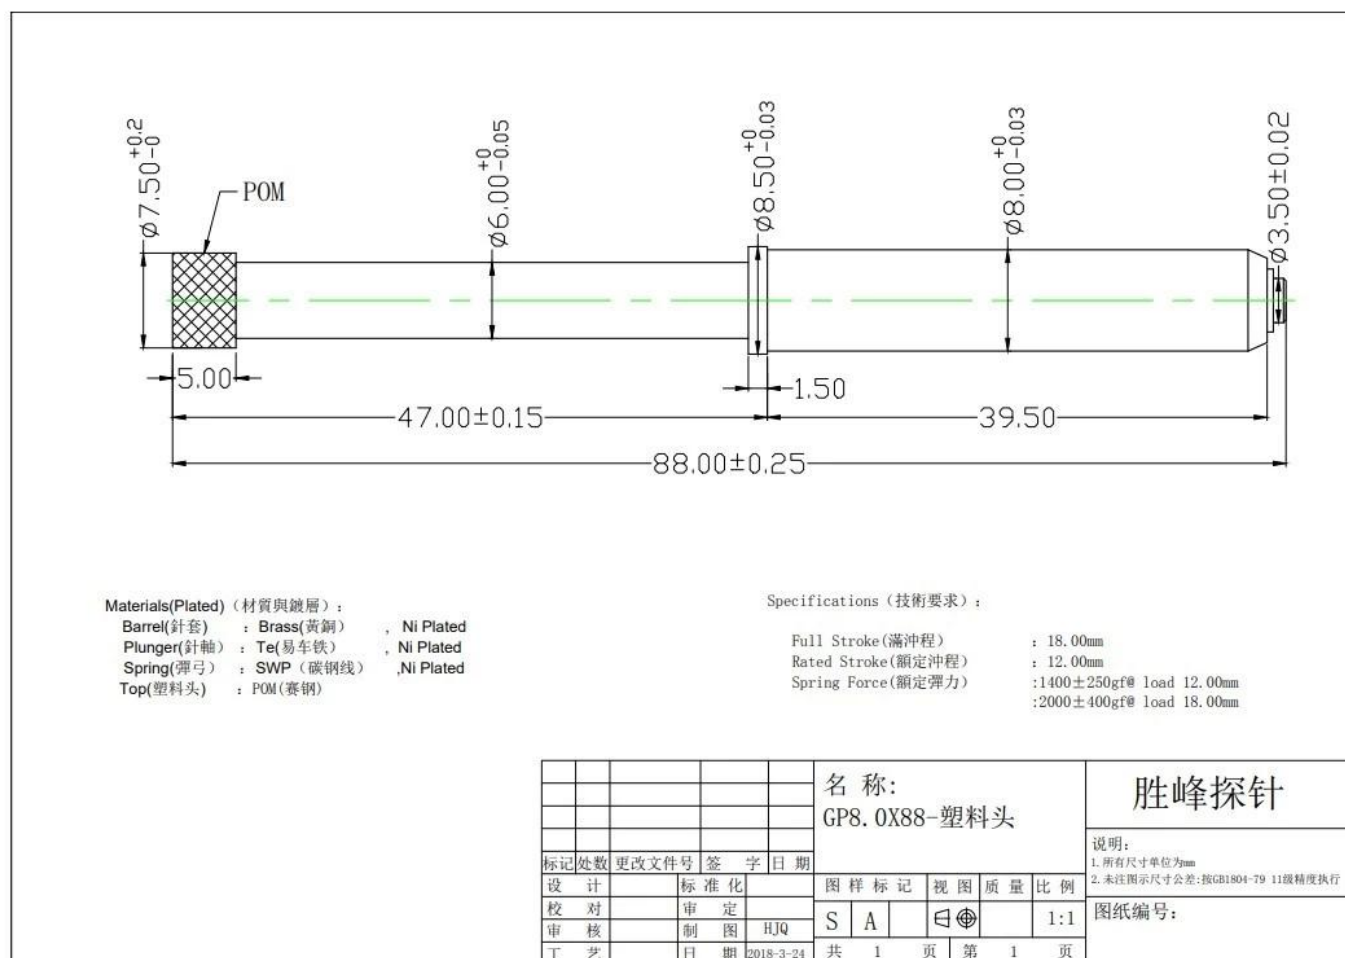 ø7.50+0.2-0
POM
ø6.00+0-0.05
ø8.50+0-0.03
ø8.00+0-0.03
ø3.50±0.02
5.00
1.50
47.00±0.15
39.50
88.00±0.25
Materials(Plated)（材質與鍍層）：
Barrel(針套) ：Brass(黃銅) ，Ni Plated
Plunger(針軸) ：Te(易车铁) ，Ni Plated
Spring(彈弓) ：SWP（碳钢线） ,Ni Plated
Top(塑料头) ：POM(赛钢)
Specifications（技術要求）：
Full Stroke(滿沖程) ：18.00mm
Rated Stroke(額定沖程) ：12.00mm
Spring Force(額定彈力) :1400±250gf@ load 12.00mm
:2000±400gf@ load 18.00mm
名 称:
GP8.0X88-塑料头
胜峰探针
说明:
1.所有尺寸单位为mm
2.未注图示尺寸公差:按GB1804-79 11级精度执行
图纸编号:
标记 处数 更改文件号 签 字 日 期
设 计 标 准 化
校 对 审 定
审 核 制 图 HJQ
工 艺 日 期 2018-3-24
图 样 标 记 视 图 质 量 比 例
S A 1:1
共 1 页 第 1 页